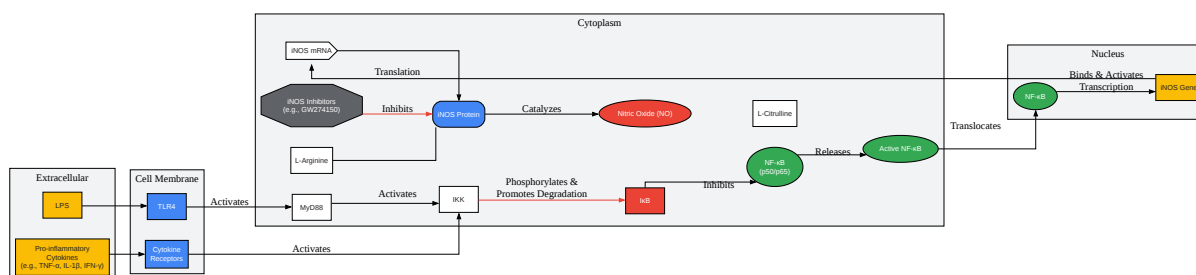 Cytoplasm
iNOS mRNA
Translation
iNOS Inhibitors
(e.g., GW274150)
Inhibits
iNOS Protein
Catalyzes
Nitric Oxide (NO)
L-Citrulline
L-Arginine
NF-κB
(p50/p65)
Releases
Active NF-κB
Translocates
Nucleus
NF-κB
Binds & Activates
Transcription
iNOS Gene
Extracellular
LPS
Pro-inflammatory
Cytokines
(e.g., TNF-α, IL-1β, IFN-γ)
Cell Membrane
TLR4
Cytokine
Receptors
Activates
MyD88
Activates
IKK
Phosphorylates &
Promotes Degradation
IκB
Inhibits
Activates